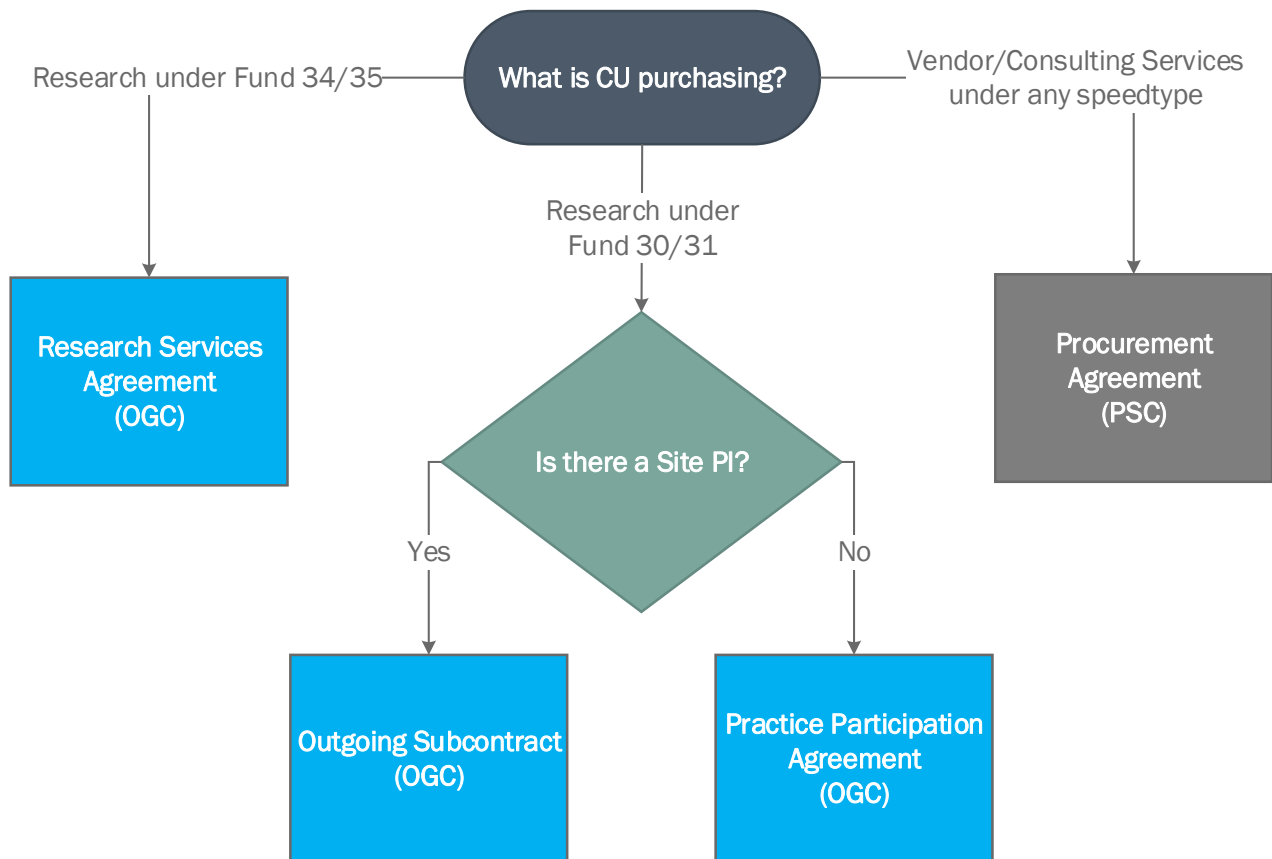 What is CU purchasing?
Research under Fund 34/35
Vendor/Consulting Services
under any speedtype
Research under
Fund 30/31
Research Services
Agreement
(OGC)
Procurement
Agreement
(PSC)
Is there a Site PI?
Yes
No
Outgoing Subcontract
(OGC)
Practice Participation
Agreement
(OGC)